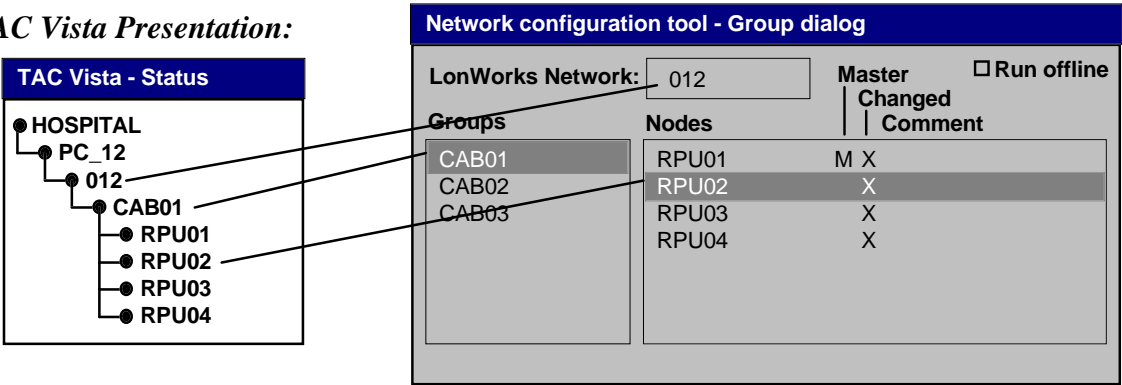 AC Vista Presentation:
TAC Vista - Status
HOSPITAL
PC_12
012
CAB01
RPU01
RPU02
RPU03
RPU04
Network configuration tool - Group dialog
LonWorks Network: 012
Master
Run offline
Changed
Groups
Nodes
Comment
CAB01
CAB02
CAB03
RPU01 M X
RPU02 X
RPU03 X
RPU04 X